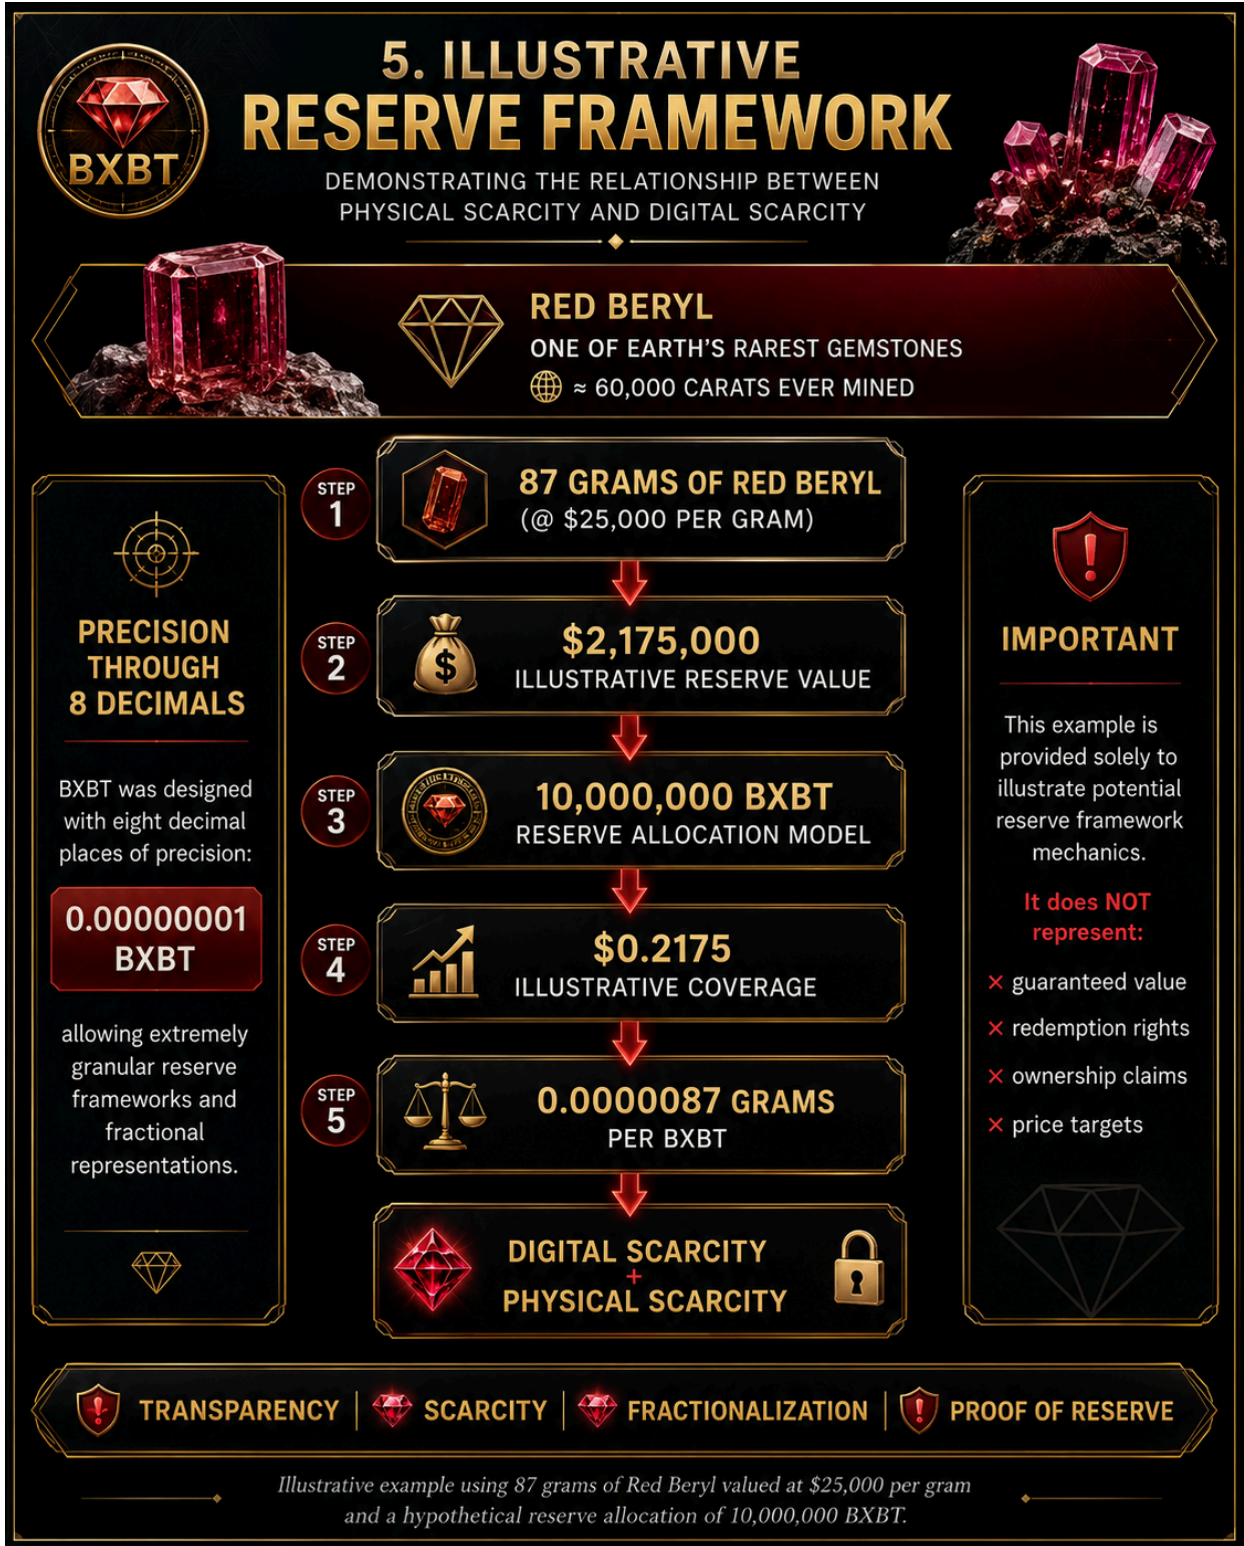 BXBT
5. ILLUSTRATIVE
RESERVE FRAMEWORK
DEMONSTRATING THE RELATIONSHIP BETWEEN
PHYSICAL SCARCITY AND DIGITAL SCARCITY
RED BERYL
ONE OF EARTH'S RAREST GEMSTONES
≈ 60,000 CARATS EVER MINED
PRECISION
THROUGH
8 DECIMALS
BXBT was designed
with eight decimal
places of precision:
0.00000001
BXBT
allowing extremely
granular reserve
frameworks and
fractional
representations.
STEP
1
87 GRAMS OF RED BERYL
(@ $25,000 PER GRAM)
STEP
2
$
$2,175,000
ILLUSTRATIVE RESERVE VALUE
STEP
3
10,000,000 BXBT
RESERVE ALLOCATION MODEL
STEP
4
$0.2175
ILLUSTRATIVE COVERAGE
STEP
5
0.0000087 GRAMS
PER BXBT
DIGITAL SCARCITY
+
PHYSICAL SCARCITY
IMPORTANT
This example is
provided solely to
illustrate potential
reserve framework
mechanics.
It does NOT
represent:
× guaranteed value
× redemption rights
× ownership claims
× price targets
TRANSPARENCY | SCARCITY | FRACTIONALIZATION | PROOF OF RESERVE
Illustrative example using 87 grams of Red Beryl valued at $25,000 per gram
and a hypothetical reserve allocation of 10,000,000 BXBT.